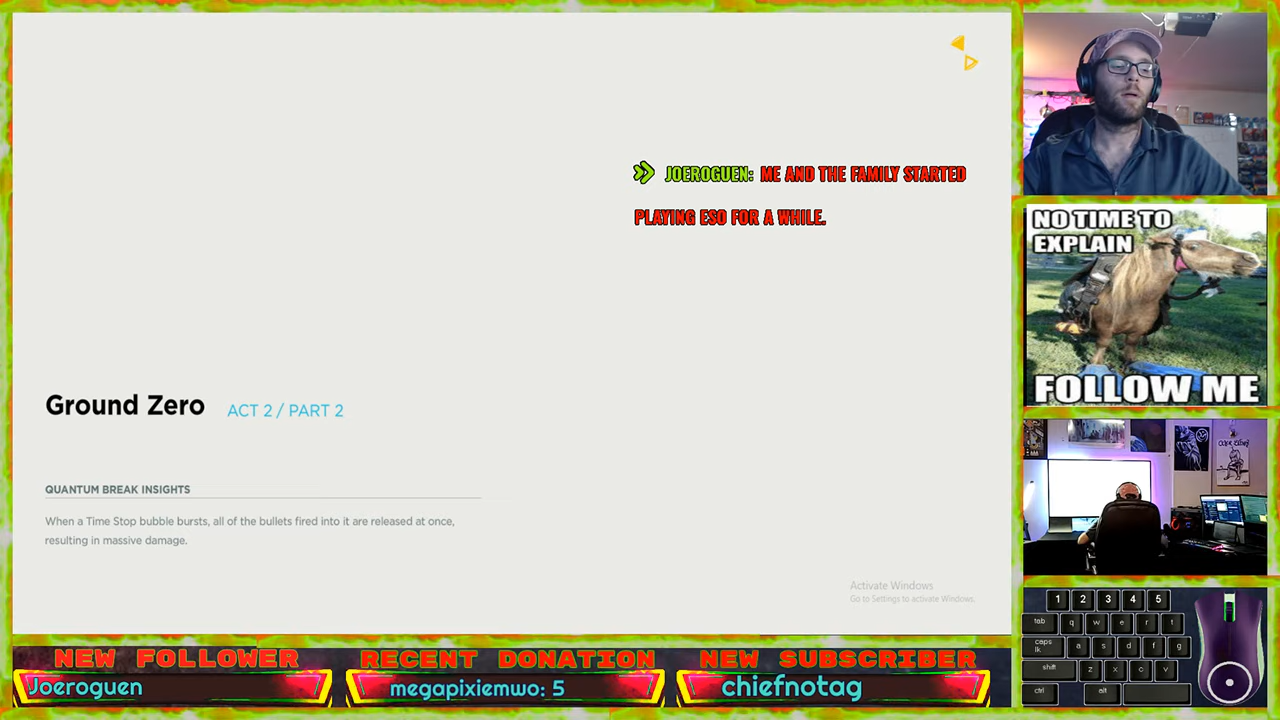 JOEROGUEN: ME AND THE FAMILY STARTED
PLAYING ESO FOR A WHILE.
Ground Zero ACT 2 / PART 2
QUANTUM BREAK INSIGHTS
When a Time Stop bubble bursts, all of the bullets fired into it are released at once,
resulting in massive damage.
Activate Windows
Go to Settings to activate Windows.
NO TIME TO
EXPLAIN
FOLLOW ME
1 2 3 4 5
tab q w e r t
caps
lk
a s d f g
shift z x c v
ctrl alt
NEW FOLLOWER
Joeroguen
RECENT DONATION
megapixiemwo: 5
NEW SUBSCRIBER
chiefnotag